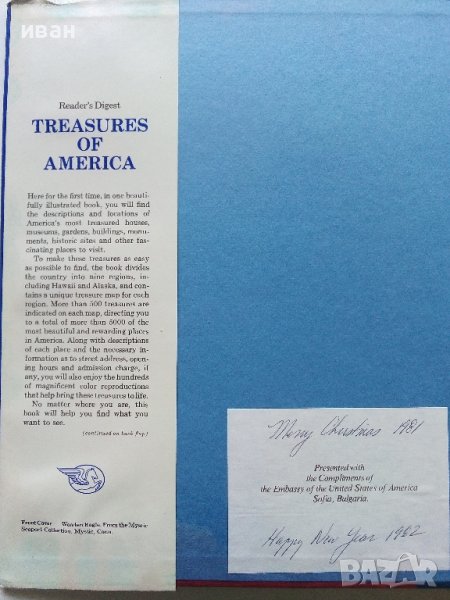 иван
Reader's Digest
TREASURES
OF
AMERICA
Here for the first time, in one beauti-
fully illustrated book, you will find
the descriptions and locations of
America's most treasured houses,
museums, gardens, buildings, monu-
ments, historic sites and other fas-
cinating places to visit.
To make these treasures as easy
as possible to find, the book divides
the country into nine regions, in-
cluding Hawaii and Alaska, and con-
tains a unique treasure map for each
region. More than 500 treasures are
indicated on each map, directing you
to a total of more than 5000 of the
most beautiful and rewarding places
in America. Along with descriptions
of each place and the necessary in-
formation as to street address, open-
ing hours and admission charge, if
any, you will also enjoy the hundreds
of magnificent color reproductions
that help bring these treasures to life.
No matter where you are, this
book will help you find what you
want to see.
(continued on back flap)
Front Cover Wooden Eagle, From the Mystic
Seaport Collection, Mystic, Conn.
Merry Christmas 1981
Presented with
the Compliments of
the Embassy of the United States of America
Sofia, Bulgaria.
Happy New Year 1982
BAZAR